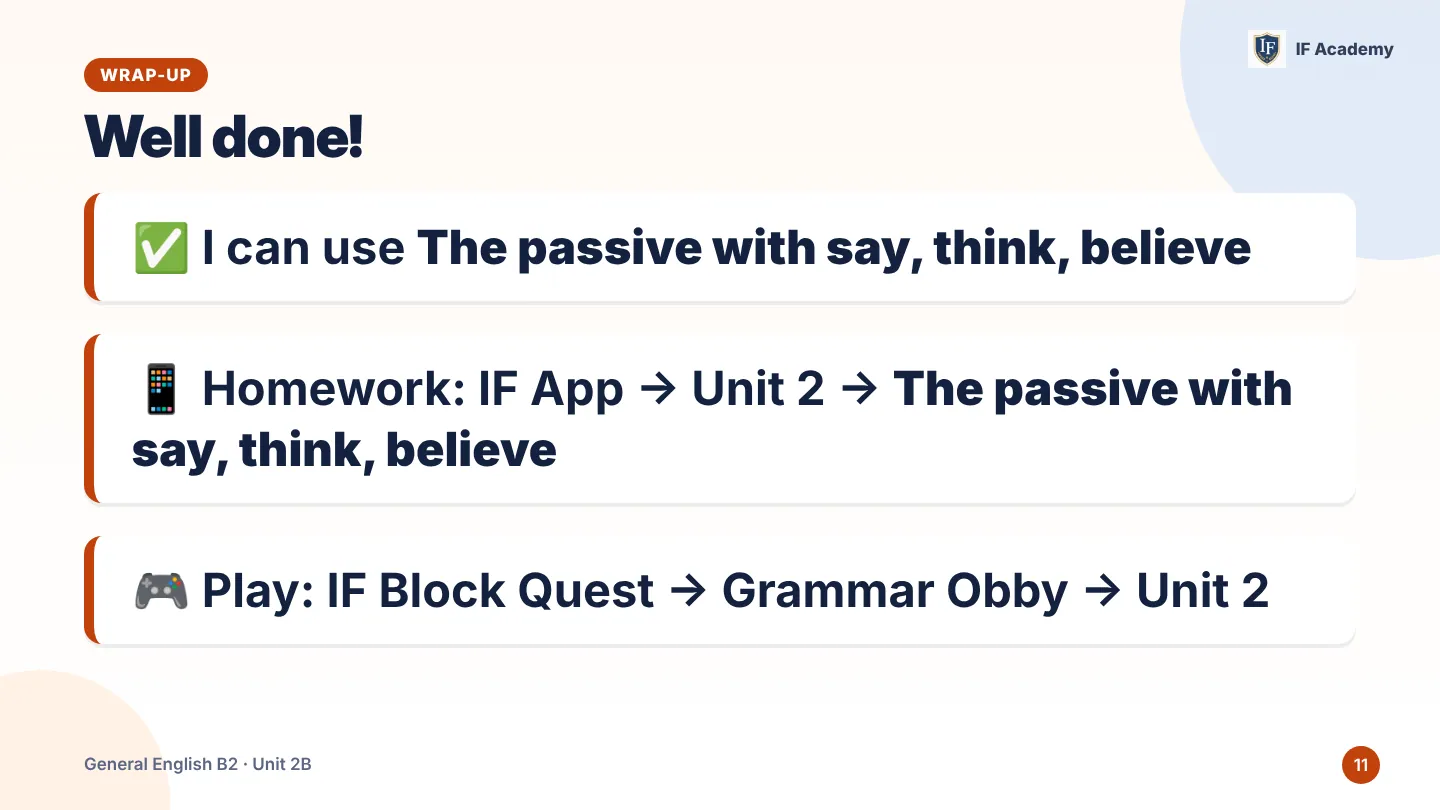 IF Academy
WRAP-UP
Well done!
✅ I can use The passive with say, think, believe
📱 Homework: IF App → Unit 2 → The passive with
say, think, believe
🎮 Play: IF Block Quest → Grammar Obby → Unit 2
General English B2 · Unit 2B
11